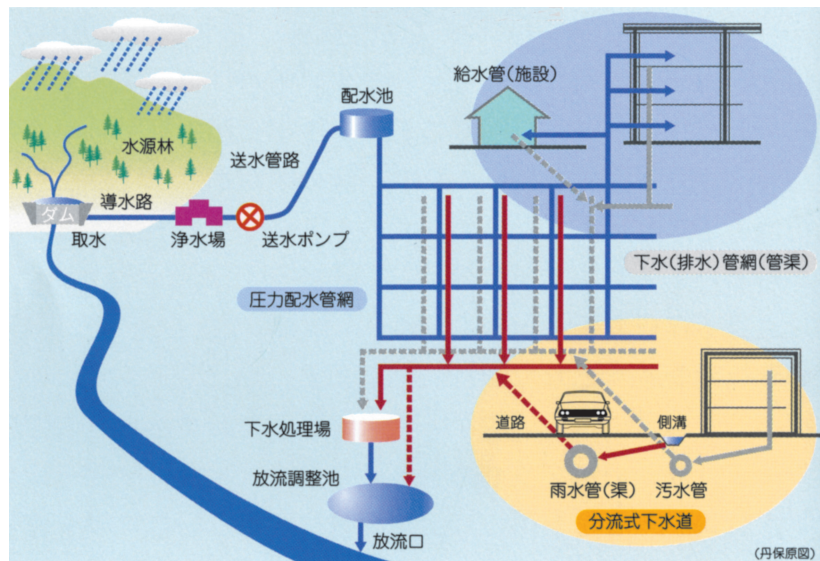 給水管(施設)
配水池
水源林
送水管路
導水路
ダム
取水
浄水場
送水ポンプ
下水(排水)管網(管渠)
圧力配水管網
道路
側溝
下水処理場
放流調整池
雨水管(渠)
汚水管
分流式下水道
放流口
(丹保原図)